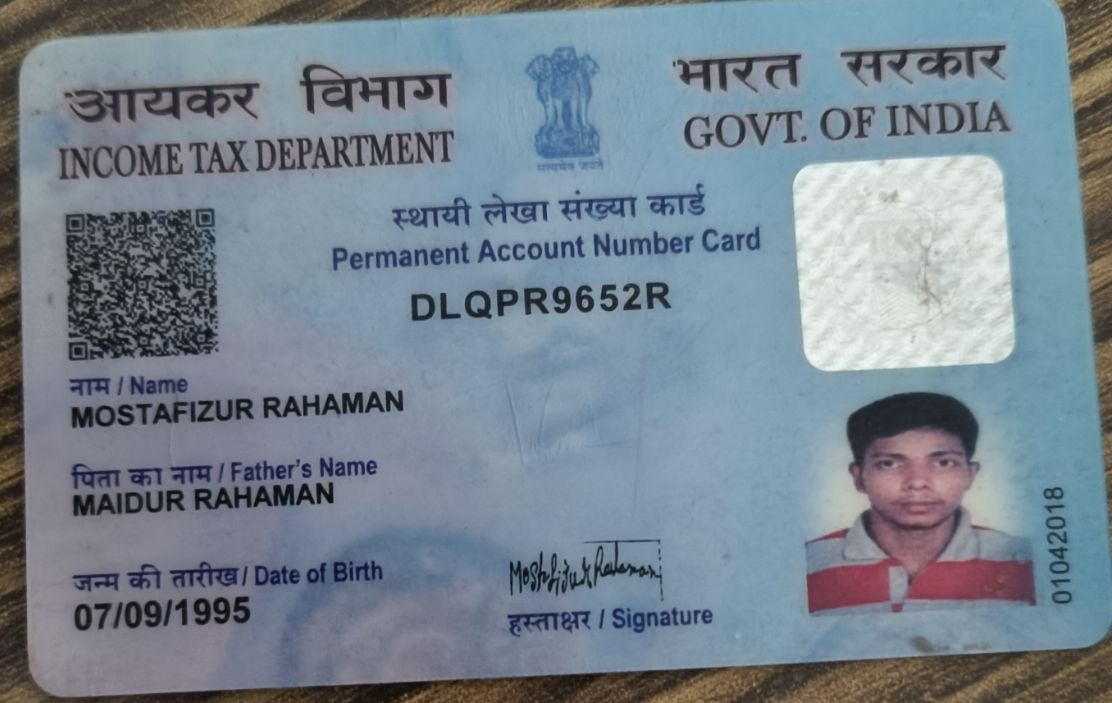 आयकर विभाग
INCOME TAX DEPARTMENT
सत्यमेव जयते
भारत सरकार
GOVT. OF INDIA
स्थायी लेखा संख्या कार्ड
Permanent Account Number Card
DLQPR9652R
नाम / Name
MOSTAFIZUR RAHAMAN
पिता का नाम / Father's Name
MAIDUR RAHAMAN
जन्म की तारीख / Date of Birth
07/09/1995
Mostafizur Rahaman
हस्ताक्षर / Signature
01042018